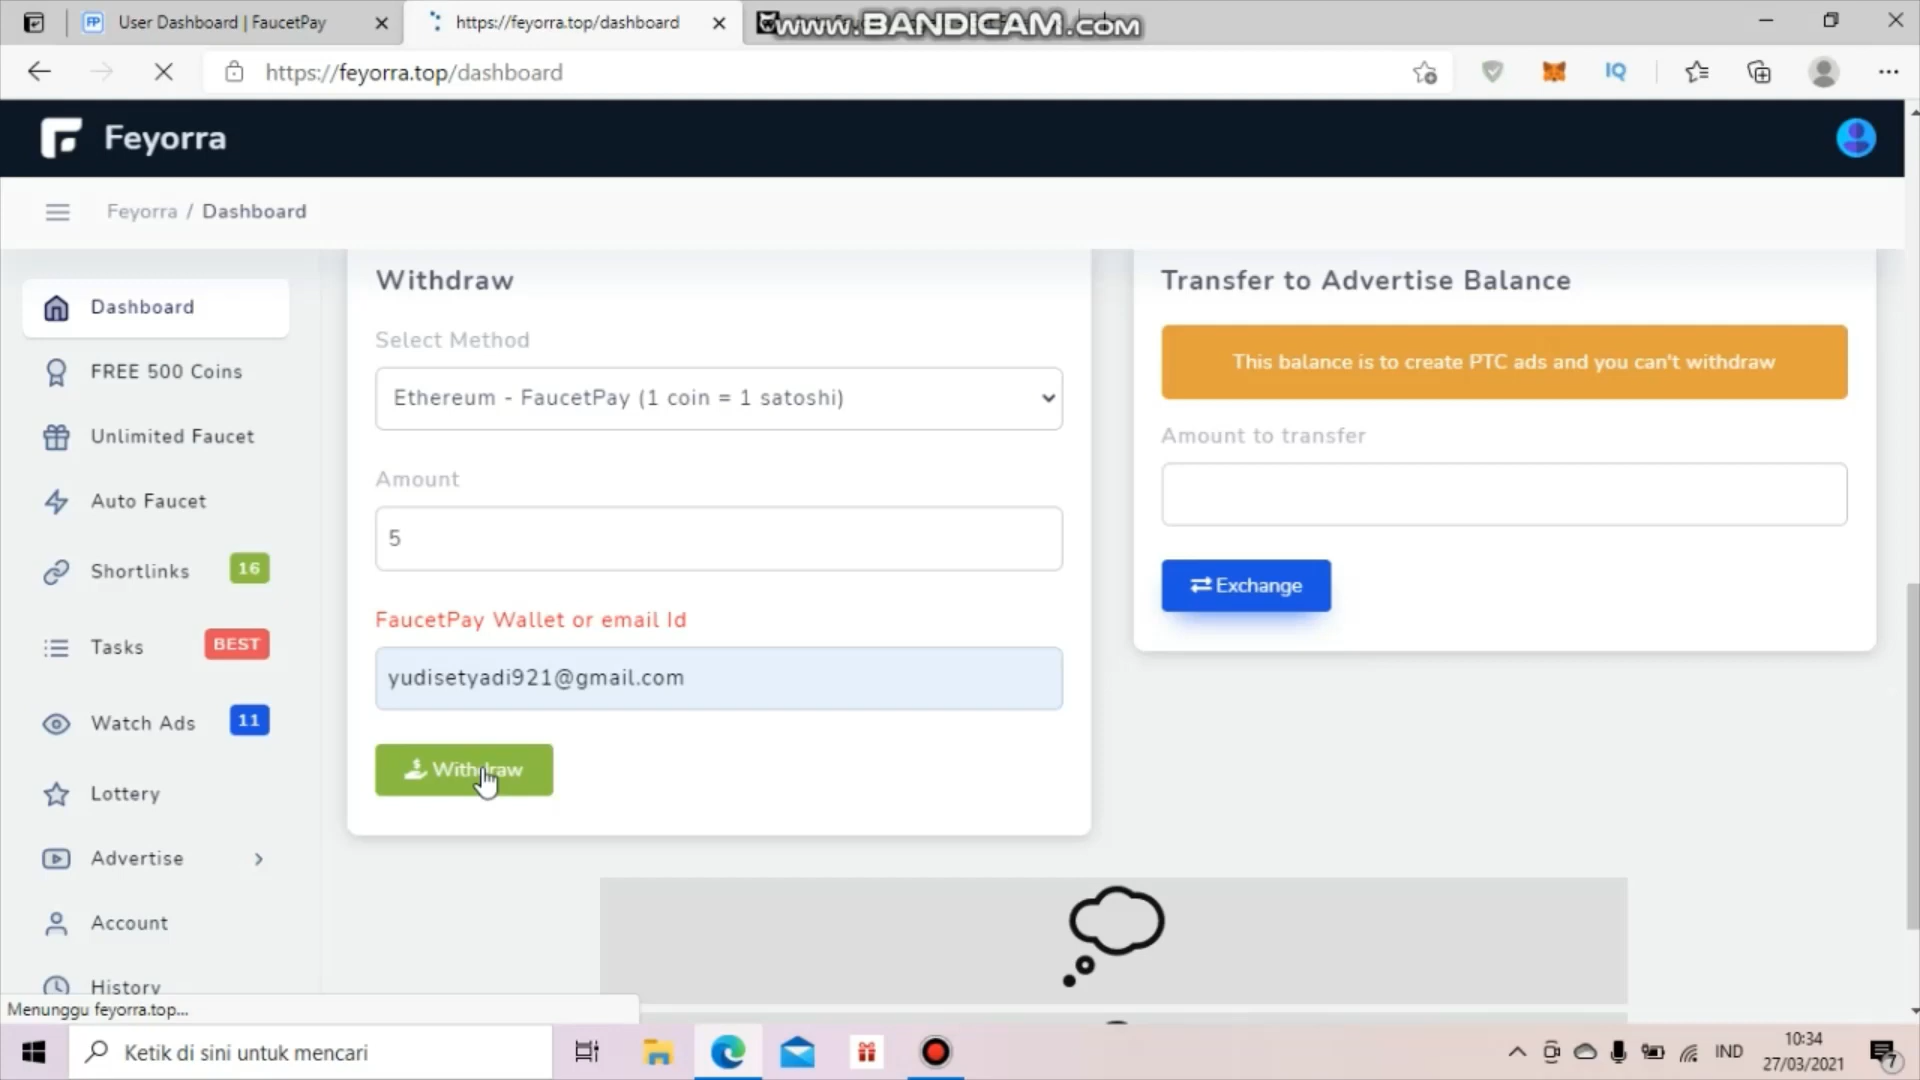 User Dashboard | FaucetPay
https://feyorra.top/dashboard
www.BANDICAM.com
https://feyorra.top/dashboard
IQ
Feyorra
Feyorra / Dashboard
Dashboard
FREE 500 Coins
Unlimited Faucet
Auto Faucet
Shortlinks 16
Tasks BEST
Watch Ads 11
Lottery
Advertise
Account
History
Withdraw
Select Method
Ethereum - FaucetPay (1 coin = 1 satoshi)
Amount
5
FaucetPay Wallet or email Id
yudisetyadi921@gmail.com
Withdraw
Transfer to Advertise Balance
This balance is to create PTC ads and you can't withdraw
Amount to transfer
Exchange
Menunggu feyorra.top...
Ketik di sini untuk mencari
IND
10:34
27/03/2021
7